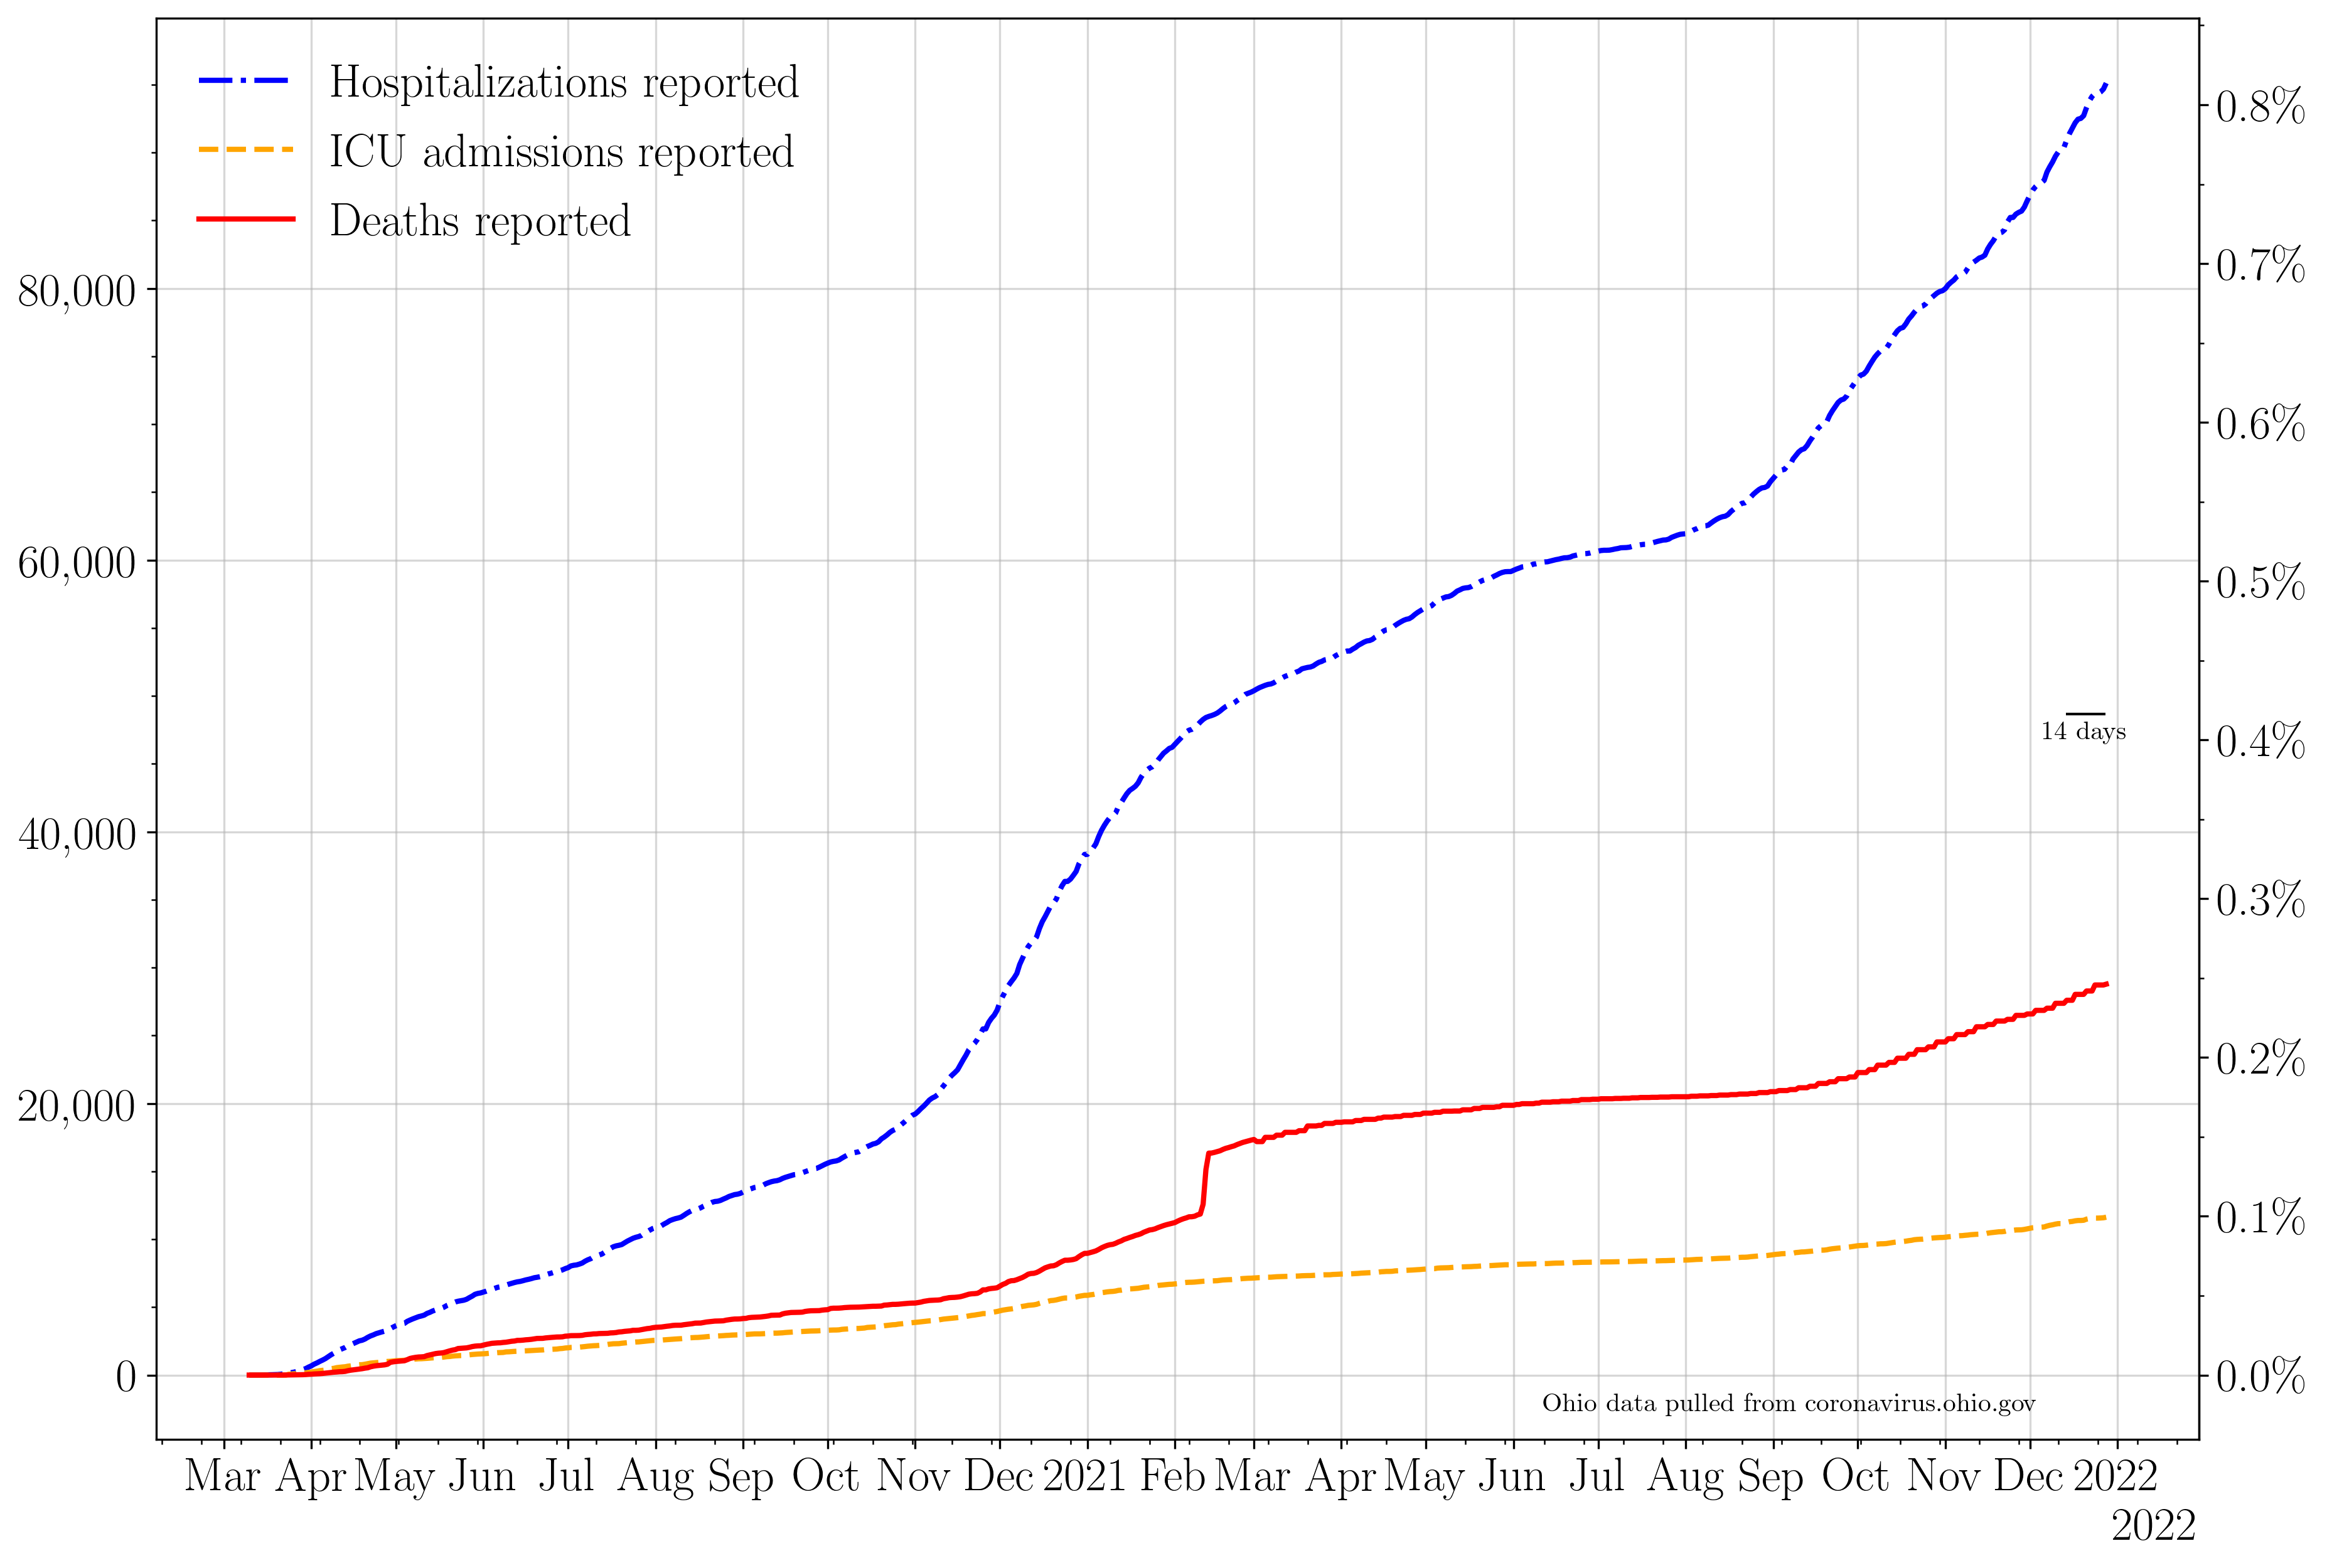 Hospitalizations reported
ICU admissions reported
Deaths reported
80,000
60,000
40,000
20,000
0
0.8%
0.7%
0.6%
0.5%
0.4%
0.3%
0.2%
0.1%
0.0%
14 days
Ohio data pulled from coronavirus.ohio.gov
Mar Apr May Jun Jul Aug Sep Oct Nov Dec 2021 Feb Mar Apr May Jun Jul Aug Sep Oct Nov Dec 2022
2022